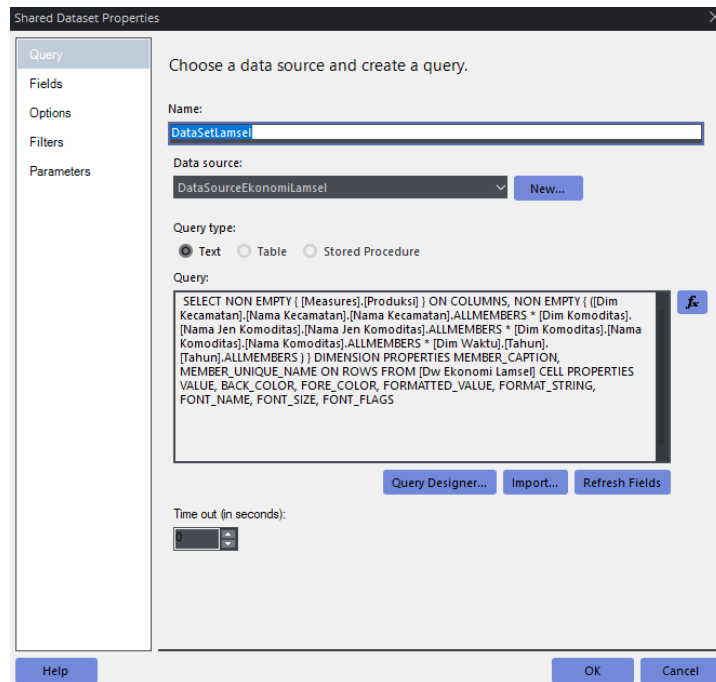 Shared Dataset Properties
Query
Fields
Options
Filters
Parameters
Choose a data source and create a query.
Name:
DataSetLamsel
Data source:
DataSourceEkonomiLamsel
New...
Query type:
Text
Table
Stored Procedure
Query:
fx
SELECT NON EMPTY { [Measures].[Produksi] } ON COLUMNS, NON EMPTY { ([Dim
Kecamatan].[Nama Kecamatan].[Nama Kecamatan].ALLMEMBERS * [Dim Komoditas].
[Nama Jen Komoditas].[Nama Jen Komoditas].ALLMEMBERS * [Dim Komoditas].[Nama
Komoditas].[Nama Komoditas].ALLMEMBERS * [Dim Waktu].[Tahun].
[Tahun].ALLMEMBERS ) } DIMENSION PROPERTIES MEMBER_CAPTION,
MEMBER_UNIQUE_NAME ON ROWS FROM [Dw Ekonomi Lamsel] CELL PROPERTIES
VALUE, BACK_COLOR, FORE_COLOR, FORMATTED_VALUE, FORMAT_STRING,
FONT_NAME, FONT_SIZE, FONT_FLAGS
Query Designer...
Import...
Refresh Fields
Time out (in seconds):
0
Help
OK
Cancel